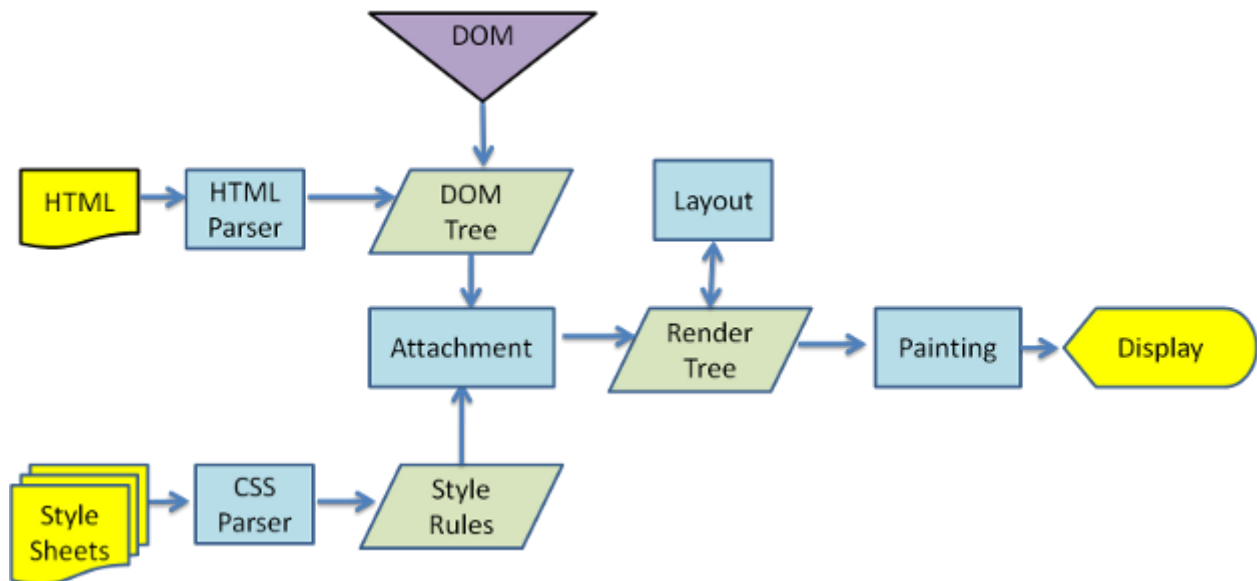 DOM
HTML
HTML
Parser
DOM
Tree
Layout
Attachment
Render
Tree
Painting
Display
Style
Sheets
CSS
Parser
Style
Rules